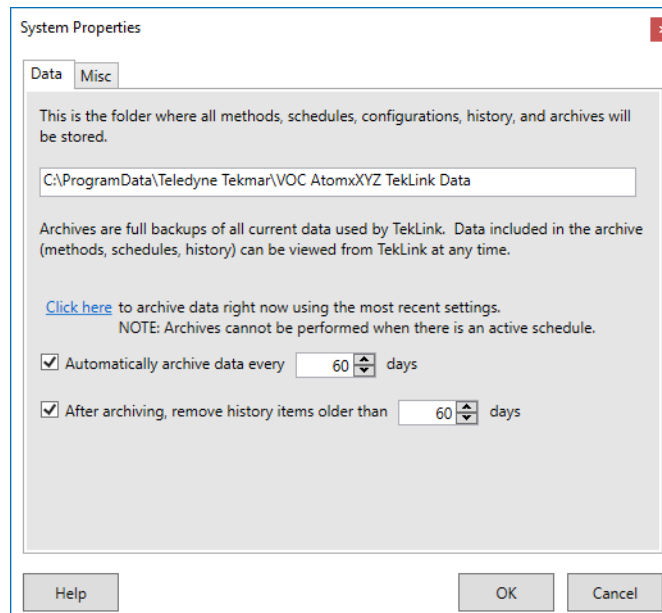 System Properties
Data
Misc
This is the folder where all methods, schedules, configurations, history, and archives will
be stored.
C:\ProgramData\Teledyne Tekmar\VOC AtomxXYZ TekLink Data
Archives are full backups of all current data used by TekLink.  Data included in the archive
(methods, schedules, history) can be viewed from TekLink at any time.
Click here to archive data right now using the most recent settings.
NOTE: Archives cannot be performed when there is an active schedule.
Automatically archive data every 60 days
After archiving, remove history items older than 60 days
Help
OK
Cancel